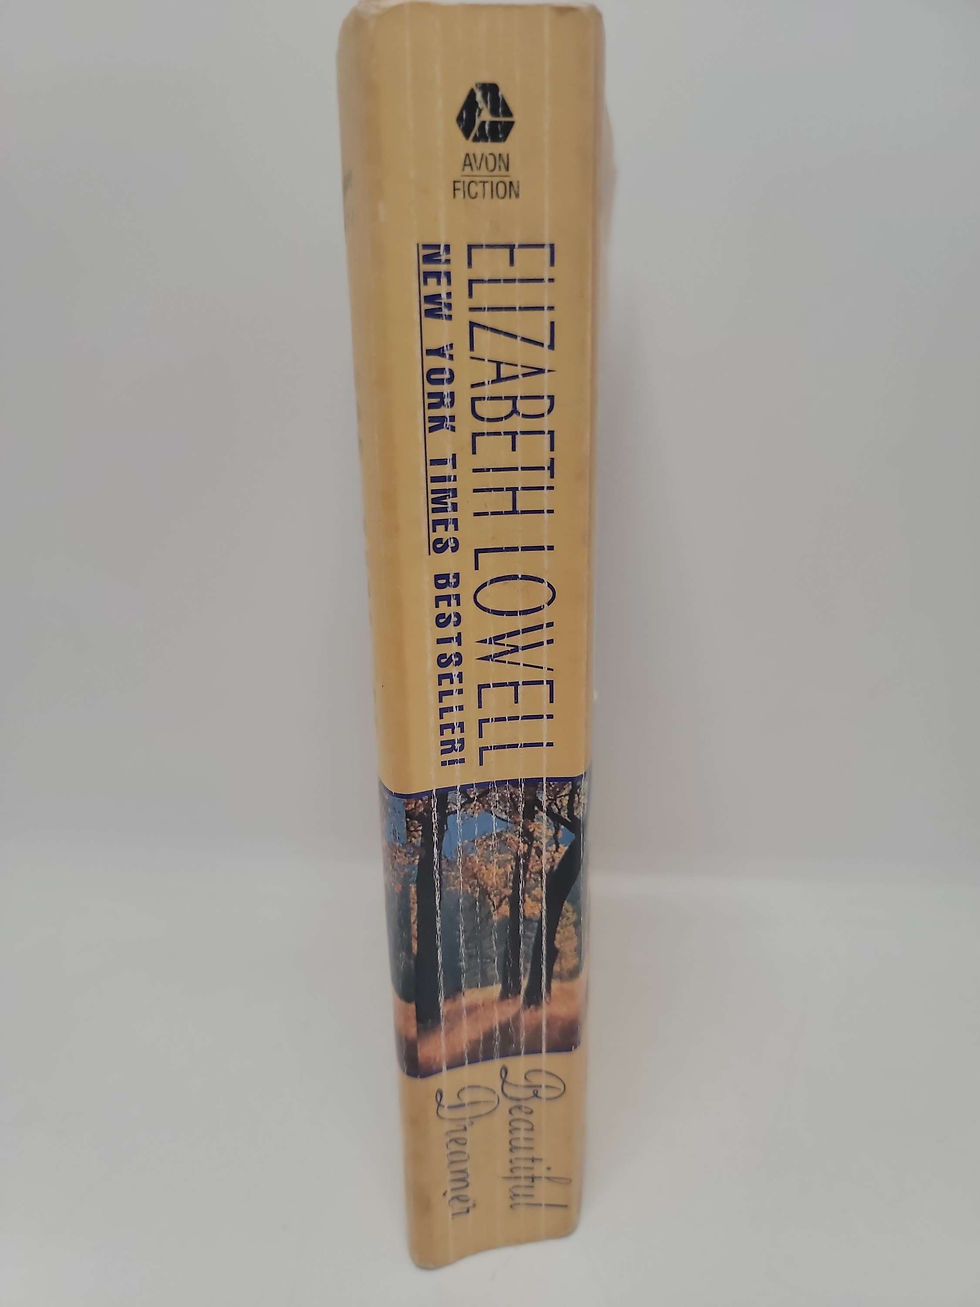 AVON
FICTION
ELIZABETH LOWELL
NEW YORK TIMES BESTSELLER!
Beautiful
Dreamer